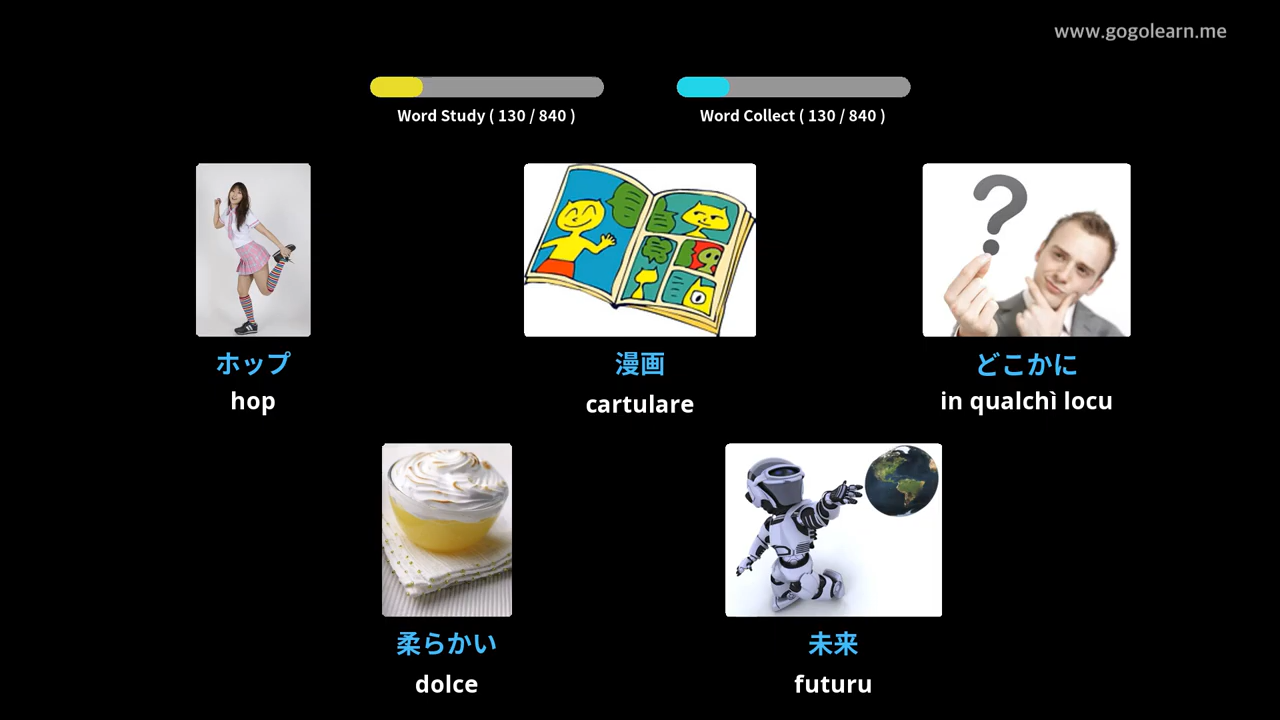 www.gogolearn.me
Word Study ( 130 / 840 )
Word Collect ( 130 / 840 )
ホップ
hop
漫画
cartulare
どこかに
in qualchì locu
柔らかい
dolce
未来
futuru